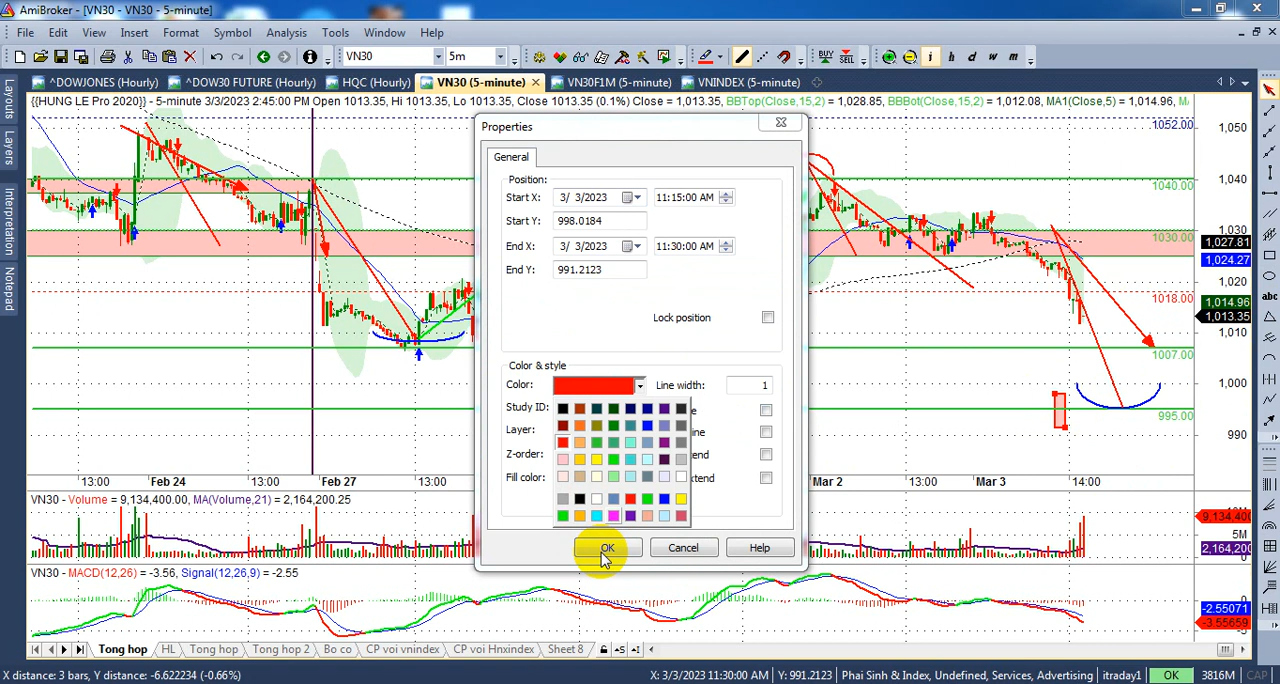 AmiBroker - [VN30 - VN30 - 5-minute]
File Edit View Insert Format Symbol Analysis Tools Window Help
VN30 5m BUY SELL i h d w m
^DOWJONES (Hourly) ^DOW30 FUTURE (Hourly) HQC (Hourly) VN30 (5-minute) VN30F1M (5-minute) VNINDEX (5-minute)
Layouts
Layers
Interpretation
Notepad
{{HUNG LE Pro 2020}} - 5-minute 3/3/2023 2:45:00 PM Open 1013.35, Hi 1013.35, Lo 1013.35, Close 1013.35 (0.1%) Close = 1,013.35, BBTop(Close,15,2) = 1,028.85, BBBot(Close,15,2) = 1,012.08, MA1(Close,5) = 1,014.96,
1052.00
1040.00
1030.00
1018.00
1007.00
995.00
1,050
1,040
1,030
1,027.81
1,024.27
1,020
1,014.96
1,013.35
1,010
1,000
990
Properties
General
Position:
Start X: 3/ 3/2023 11:15:00 AM
Start Y: 998.0184
End X: 3/ 3/2023 11:30:00 AM
End Y: 991.2123
Lock position
Color & style
Color: Line width: 1
Study ID:
Layer:
Z-order:
Fill color:
OK Cancel Help
13:00 Feb 24 13:00 Feb 27 13:00 Mar 2 13:00 Mar 3 14:00
VN30 - Volume = 9,134,400.00, MA(Volume,21) = 2,164,200.25
9,134,400
5M
2,164,200
VN30 - MACD(12,26) = -3.56, Signal(12,26,9) = -2.55
0
-2.55071
-3.55659
Tong hop HL Tong hop Tong hop 2 Bo co CP voi vnindex CP voi Hnxindex Sheet 8
X distance: 3 bars, Y distance: -6.622234 (-0.66%) X: 3/3/2023 11:30:00 AM Y: 991.2123 Phai Sinh & Index, Undefined, Services, Advertising itraday1 OK 3816M CAP